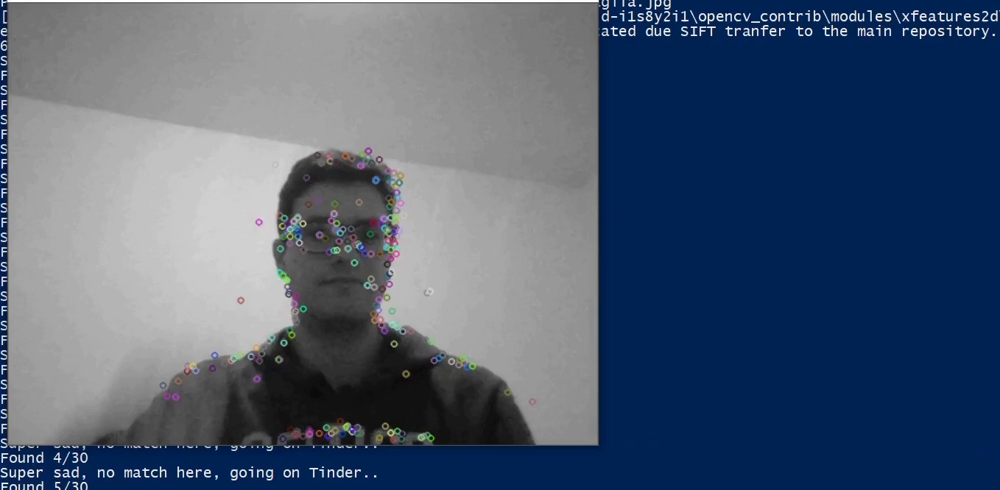 glia.jpg
[ d-i1s8y2i1\opencv_contrib\modules\xfeatures2d
e ated due SIFT tranfer to the main repository.
6
S
F
S
F
S
F
S
F
S
F
S
F
S
F
S
F
S
F
S
F
S
F
S
F
S
F
Super sad, no match here, going on Tinder..
Found 4/30
Super sad, no match here, going on Tinder..
Found 5/30